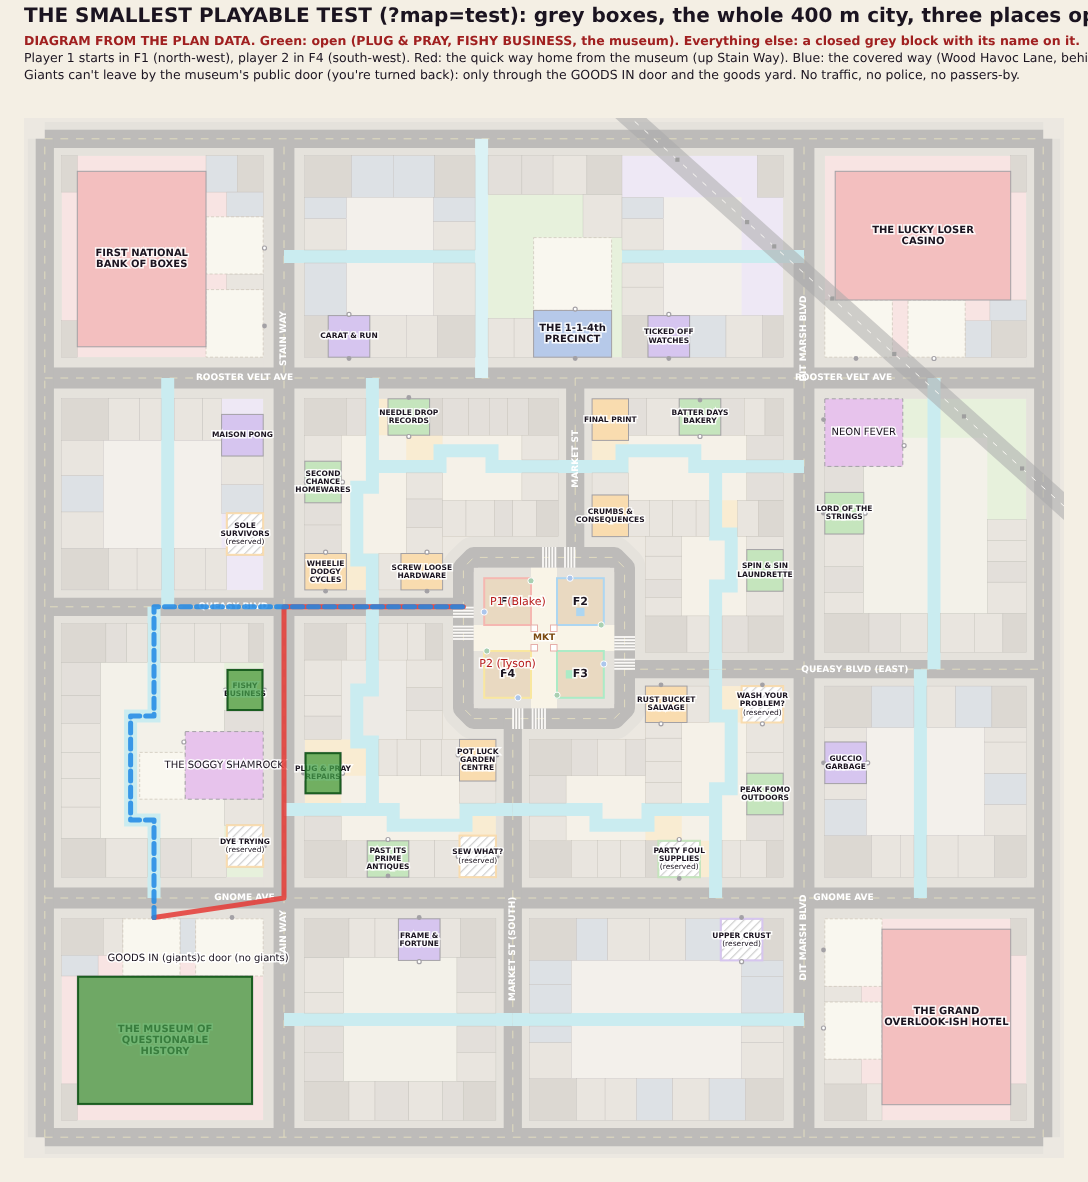 THE SMALLEST PLAYABLE TEST (?map=test): grey boxes, the whole 400 m city, three places op
DIAGRAM FROM THE PLAN DATA. Green: open (PLUG & PRAY, FISHY BUSINESS, the museum). Everything else: a closed grey block with its name on it.
Player 1 starts in F1 (north-west), player 2 in F4 (south-west). Red: the quick way home from the museum (up Stain Way). Blue: the covered way (Wood Havoc Lane, behi
Giants can't leave by the museum's public door (you're turned back): only through the GOODS IN door and the goods yard. No traffic, no police, no passers-by.
FIRST NATIONAL
BANK OF BOXES
THE LUCKY LOSER
CASINO
STAIN WAY
CARAT & RUN
THE 1-1-4th
PRECINCT
TICKED OFF
WATCHES
DIT MARSH BLVD
ROOSTER VELT AVE
ROOSTER VELT AVE
MAISON PONG
NEEDLE DROP
RECORDS
MARKET ST
FINAL PRINT
BATTER DAYS
BAKERY
NEON FEVER
SECOND
CHANCE
HOMEWARES
SOLE
SURVIVORS
(reserved)
CRUMBS &
CONSEQUENCES
LORD OF THE
STRINGS
WHEELIE
DODGY
CYCLES
SCREW LOOSE
HARDWARE
SPIN & SIN
LAUNDRETTE
P1 (Blake)
F2
MKT
P2 (Tyson)
F4
F3
QUEASY BLVD (EAST)
FISHY
BUSINESS
RUST BUCKET
SALVAGE
WASH YOUR
PROBLEM?
(reserved)
THE SOGGY SHAMROCK
PLUG & PRAY
REPAIRS
POT LUCK
GARDEN
CENTRE
GUCCIO
GARBAGE
PEAK FOMO
OUTDOORS
DYE TRYING
(reserved)
PAST ITS
PRIME
ANTIQUES
SEW WHAT?
(reserved)
PARTY FOUL
SUPPLIES
(reserved)
GNOME AVE
GNOME AVE
STAIN WAY
FRAME &
FORTUNE
MARKET ST (SOUTH)
UPPER CRUST
(reserved)
DIT MARSH BLVD
GOODS IN (giants)c door (no giants)
THE MUSEUM OF
QUESTIONABLE
HISTORY
THE GRAND
OVERLOOK-ISH HOTEL